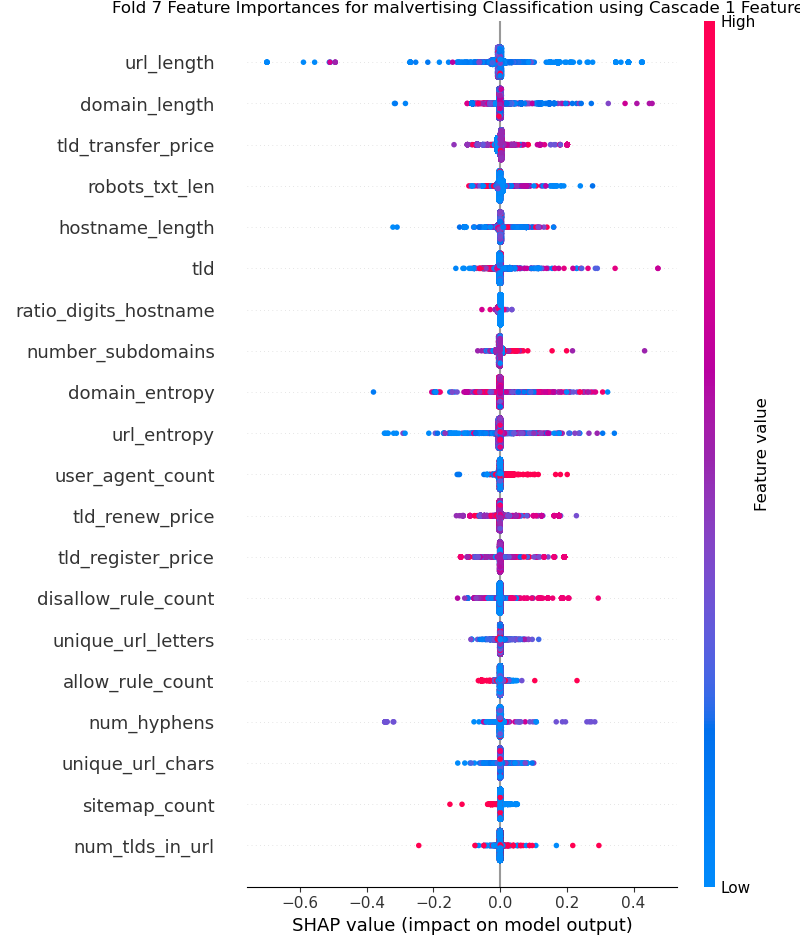 Fold 7 Feature Importances for malvertising Classification using Cascade 1 Feature
High
url_length
domain_length
tld_transfer_price
robots_txt_len
hostname_length
tld
ratio_digits_hostname
number_subdomains
domain_entropy
url_entropy
user_agent_count
tld_renew_price
tld_register_price
disallow_rule_count
unique_url_letters
allow_rule_count
num_hyphens
unique_url_chars
sitemap_count
num_tlds_in_url
Feature value
Low
−0.6 −0.4 −0.2 0.0 0.2 0.4
SHAP value (impact on model output)